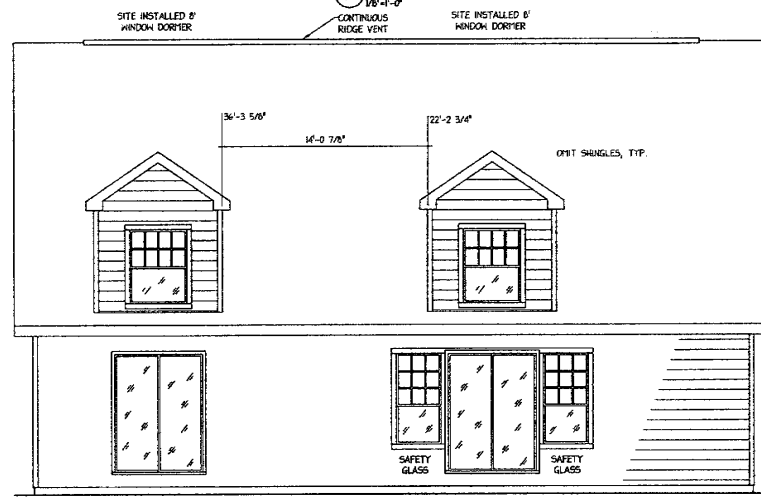 1/8"=1'-0"
SITE INSTALLED 8'
WINDOW DORMER
CONTINUOUS
RIDGE VENT
SITE INSTALLED 8'
WINDOW DORMER
36'-3 5/8"
22'-2 3/4"
14'-0 7/8"
OMIT SHINGLES, TYP.
SAFETY
GLASS
SAFETY
GLASS